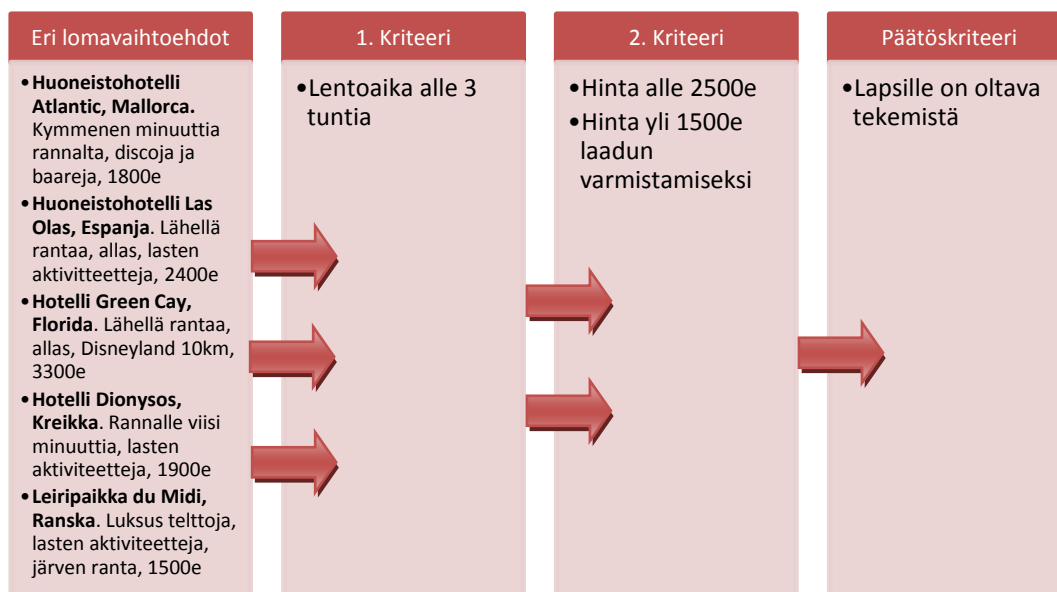 Eri lomavaihtoehdot
•Huoneistohotelli
Atlantic, Mallorca.
Kymmenen minuuttia
rannalta, discoja ja
baareja, 1800e
•Huoneistohotelli Las
Olas, Espanja. Lähellä
rantaa, allas, lasten
aktivitteetteja, 2400e
•Hotelli Green Cay,
Florida. Lähellä rantaa,
allas, Disneyland 10km,
3300e
•Hotelli Dionysos,
Kreikka. Rannalle viisi
minuuttia, lasten
aktiviteetteja, 1900e
•Leiripaikka du Midi,
Ranska. Luksus telttoja,
lasten aktiviteetteja,
järven ranta, 1500e
1. Kriteeri
•Lentoaika alle 3
tuntia
2. Kriteeri
•Hinta alle 2500e
•Hinta yli 1500e
laadun
varmistamiseksi
Päätöskriteeri
•Lapsille on oltava
tekemistä